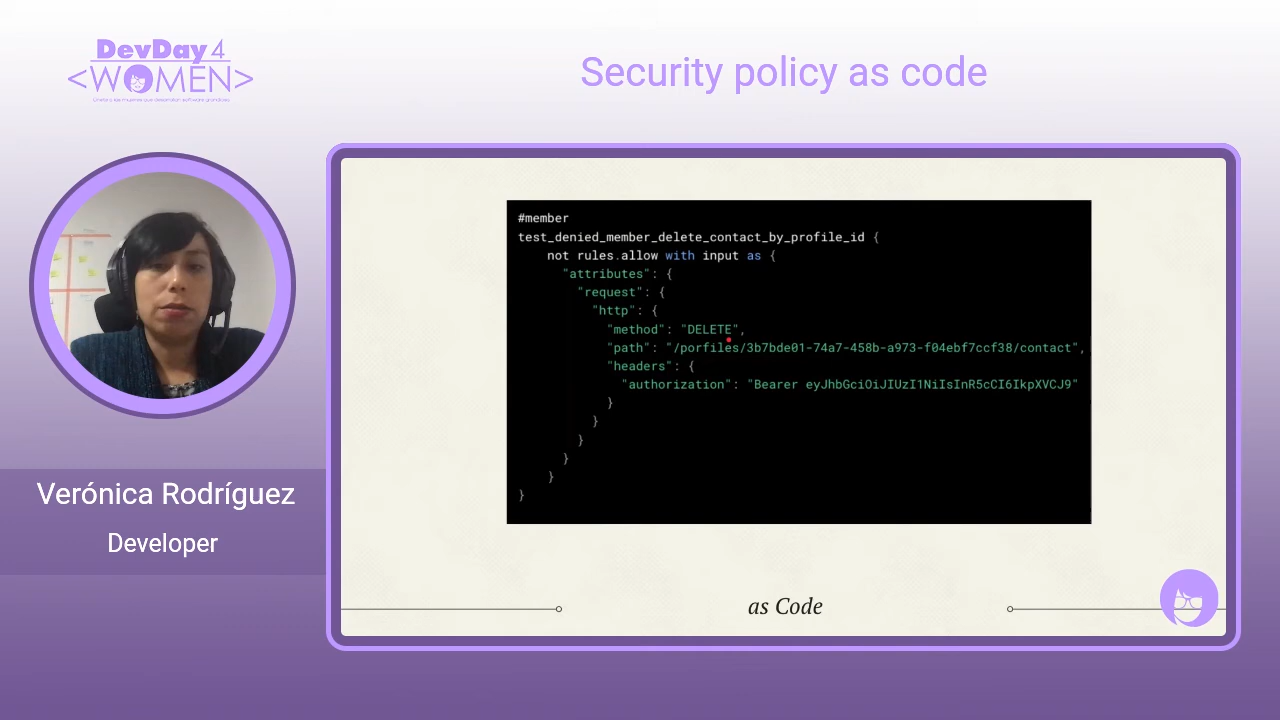 DevDay4
<WOMEN>
Security policy as code
#member
test_denied_member_delete_contact_by_profile_id {
not rules.allow with input as {
"attributes": {
"request": {
"http": {
"method": "DELETE",
"path": "/porfiles/3b7bde01-74a7-458b-a973-f04ebf7ccf38/contact",
"headers": {
"authorization": "Bearer eyJhbGciOiJIUzI1NiIsInR5cCI6IkpXVCJ9"
}
}
}
}
}
}
Verónica Rodríguez
Developer
as Code